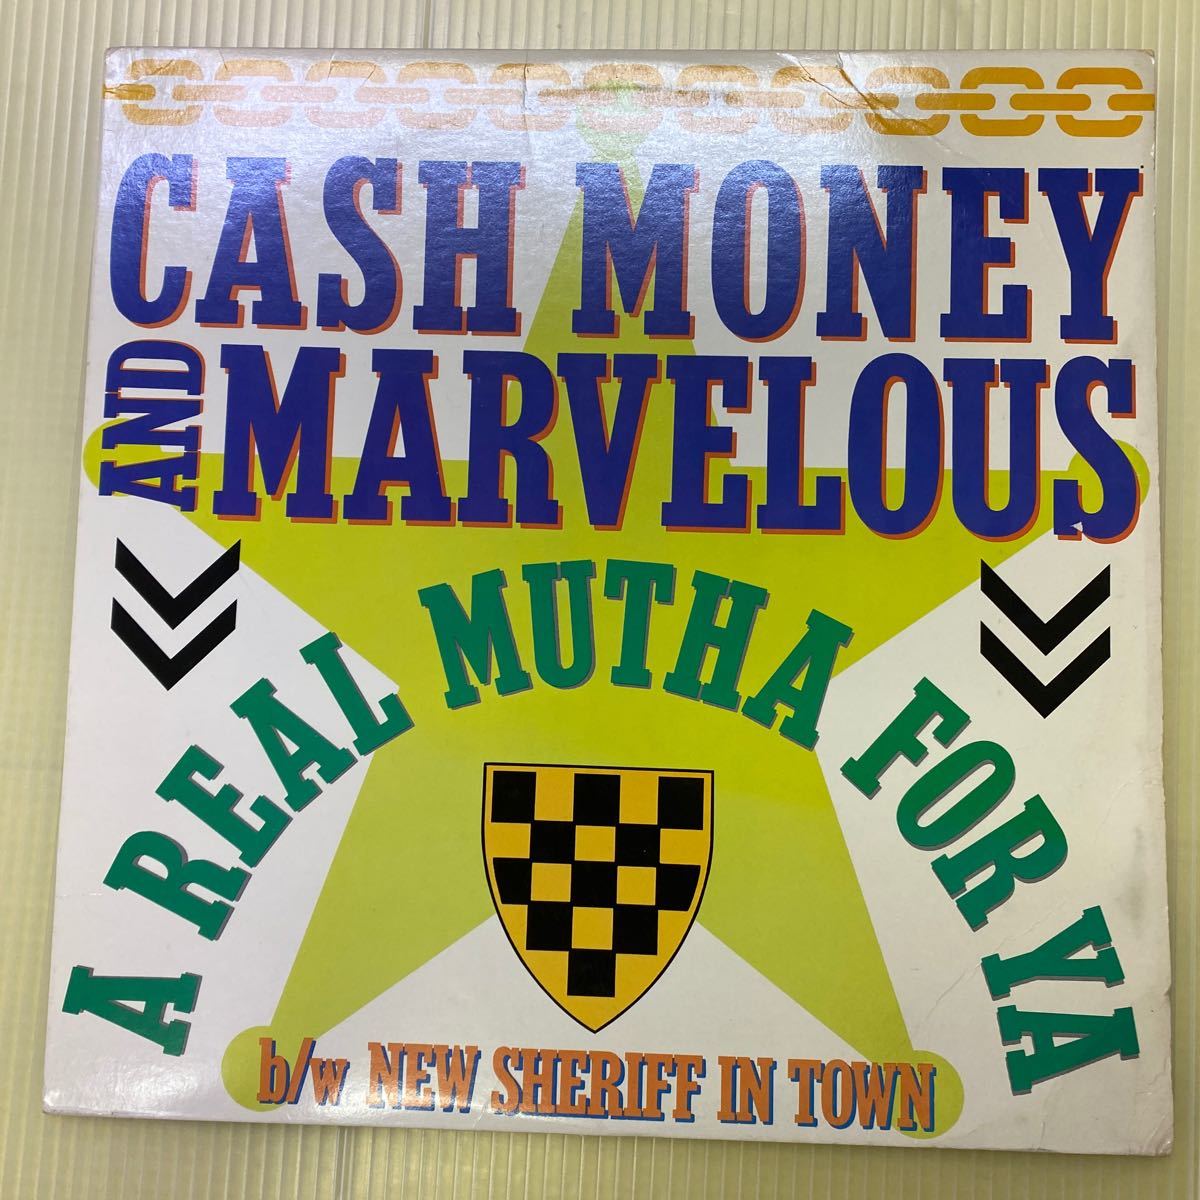 CASH MONEY
AND MARVELOUS
A REAL MUTHA FOR YA
b/w NEW SHERIFF IN TOWN